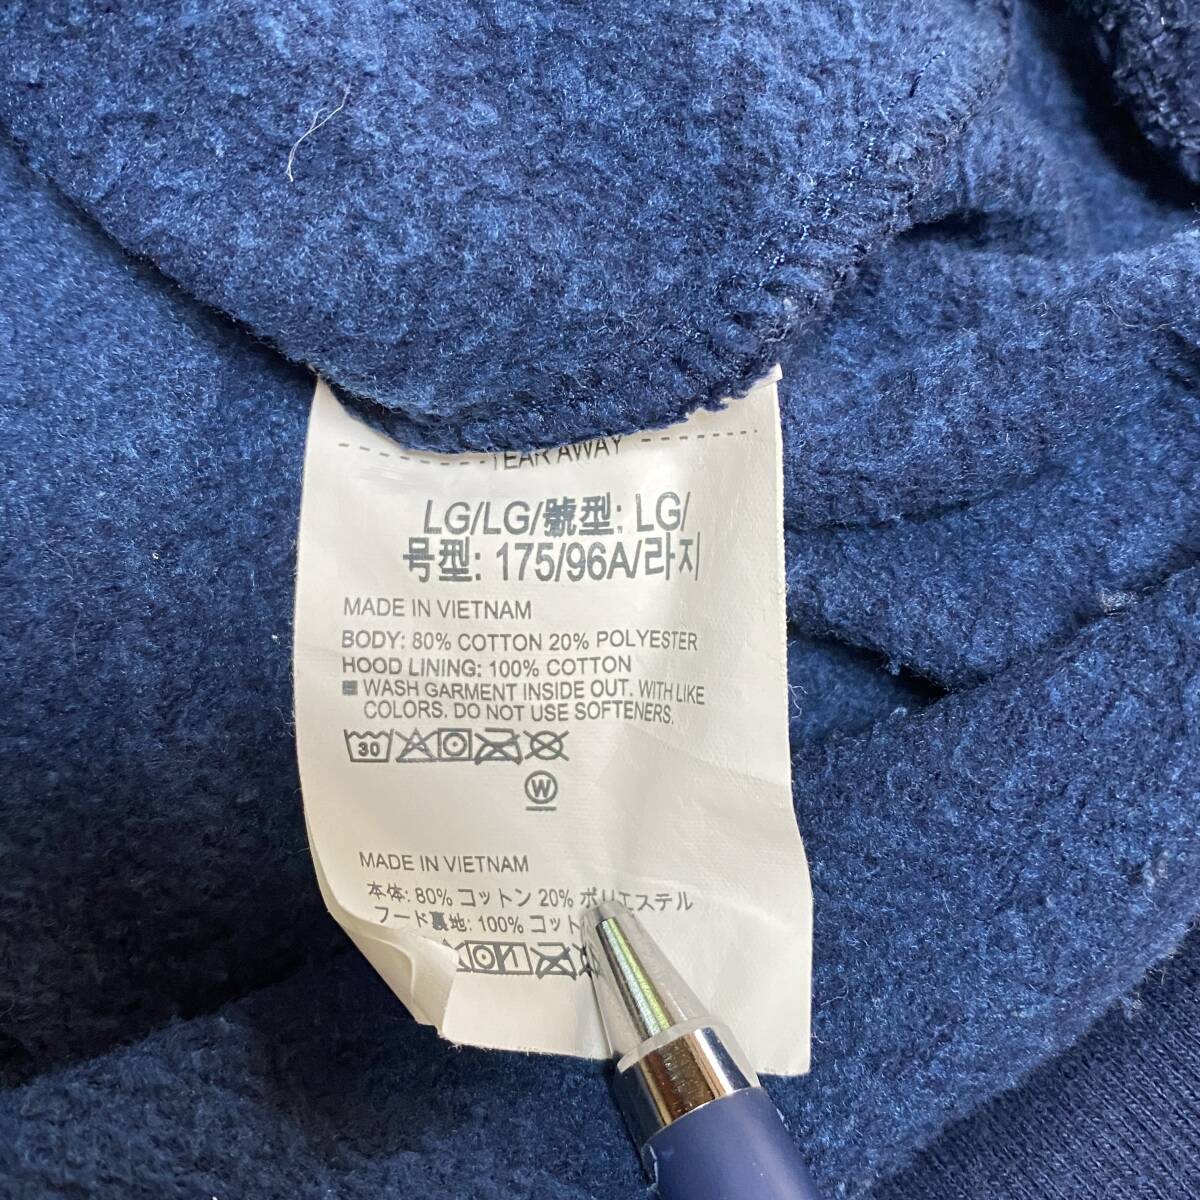 TEAR AWAY
LG/LG/號型: LG/
号型: 175/96A/라지
MADE IN VIETNAM
BODY: 80% COTTON 20% POLYESTER
HOOD LINING: 100% COTTON
WASH GARMENT INSIDE OUT. WITH LIKE
COLORS. DO NOT USE SOFTENERS.
30
W
MADE IN VIETNAM
本体: 80% コットン 20% ポリエステル
フード裏地: 100% コット